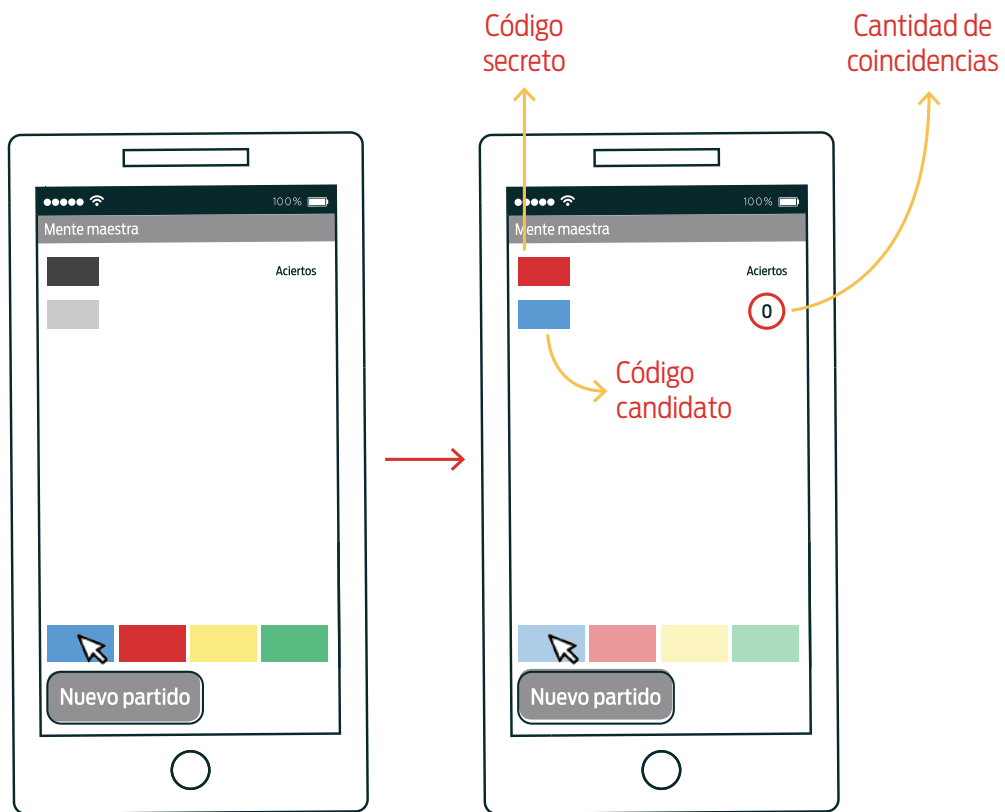 Código
secreto
Cantidad de
coincidencias
100%
Mente maestra
Aciertos
Nuevo partido
100%
Mente maestra
Aciertos
0
Código
candidato
Nuevo partido